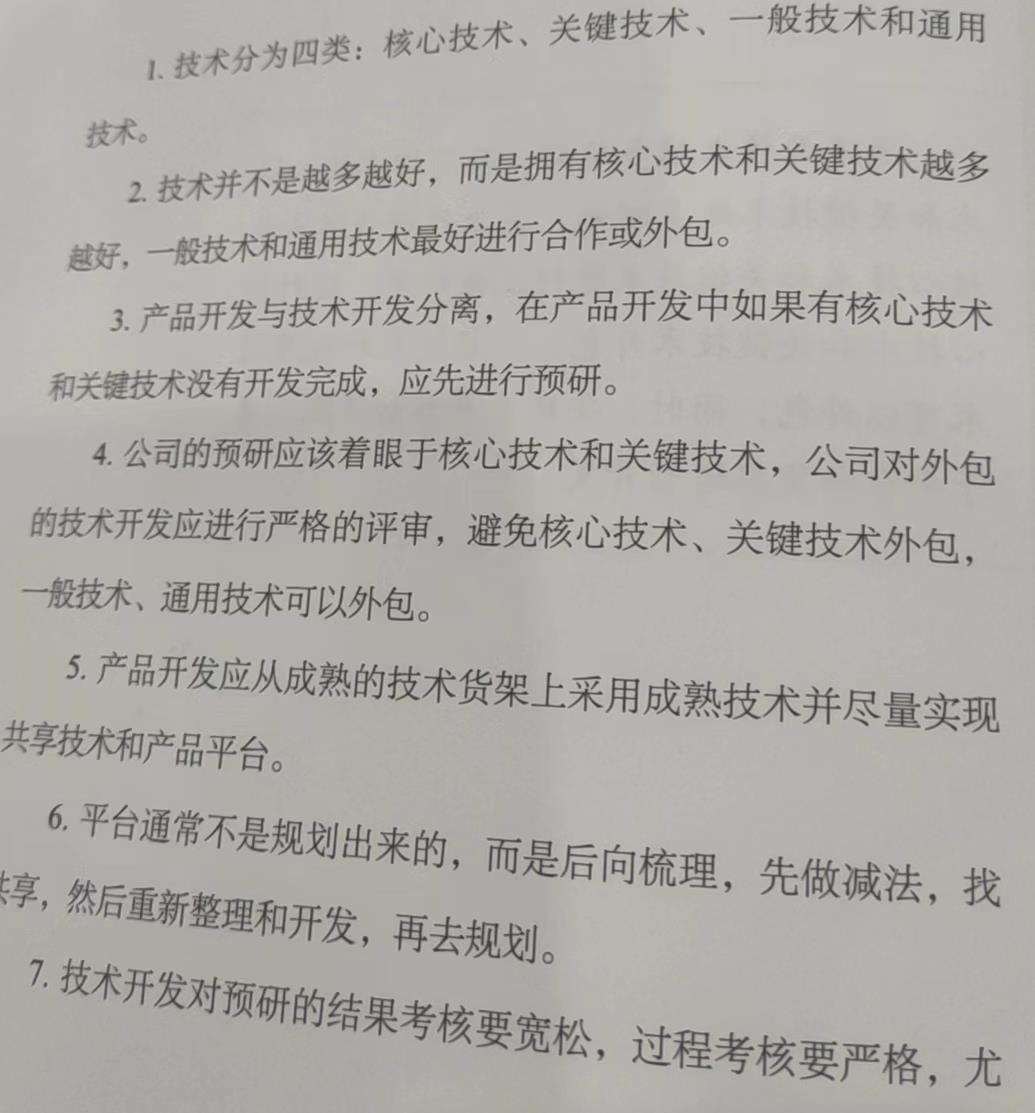 1. 技术分为四类：核心技术、关键技术、一般技术和通用
技术。
2. 技术并不是越多越好，而是拥有核心技术和关键技术越多
越好，一般技术和通用技术最好进行合作或外包。
3. 产品开发与技术开发分离，在产品开发中如果有核心技术
和关键技术没有开发完成，应先进行预研。
4. 公司的预研应该着眼于核心技术和关键技术，公司对外包
的技术开发应进行严格的评审，避免核心技术、关键技术外包，
一般技术、通用技术可以外包。
5. 产品开发应从成熟的技术货架上采用成熟技术并尽量实现
共享技术和产品平台。
6. 平台通常不是规划出来的，而是后向梳理，先做减法，找
共享，然后重新整理和开发，再去规划。
7. 技术开发对预研的结果考核要宽松，过程考核要严格，尤